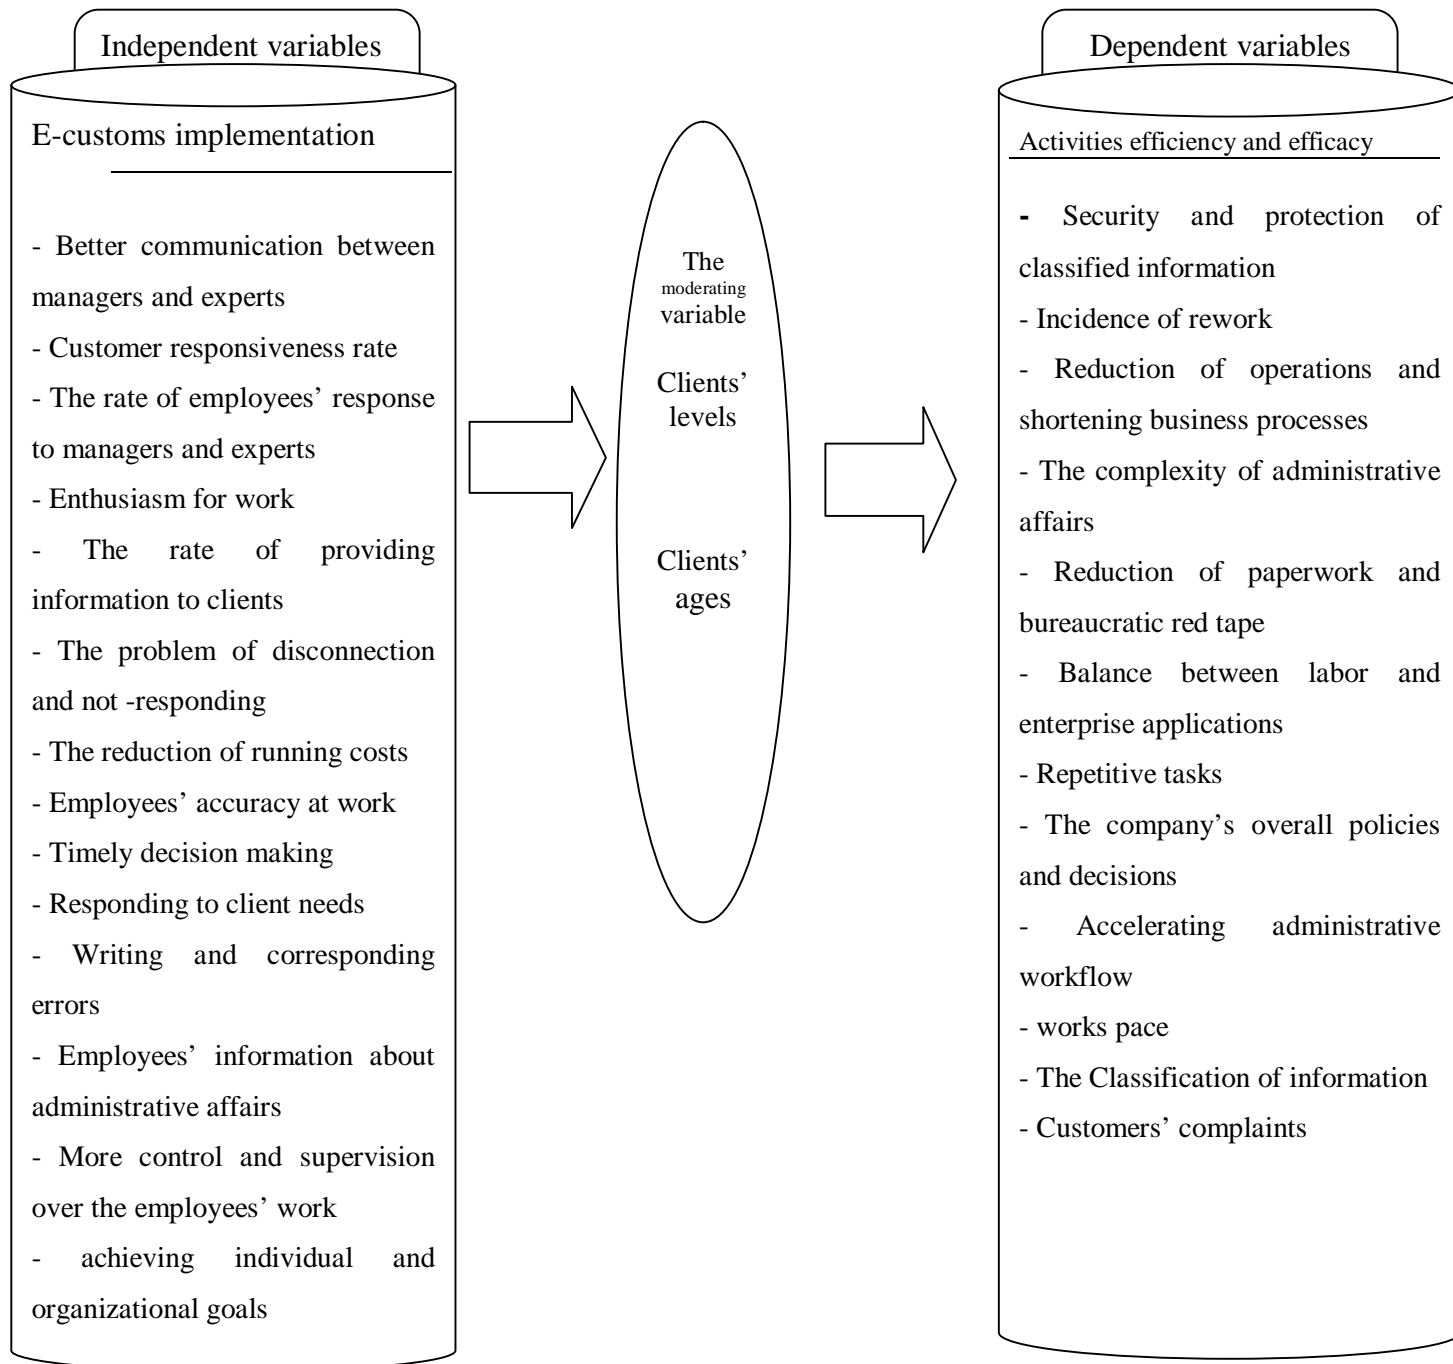 Independent variables
E-customs implementation
- Better communication between
managers and experts
- Customer responsiveness rate
- The rate of employees’ response
to managers and experts
- Enthusiasm for work
- The rate of providing
information to clients
- The problem of disconnection
and not -responding
- The reduction of running costs
- Employees’ accuracy at work
- Timely decision making
- Responding to client needs
- Writing and corresponding
errors
- Employees’ information about
administrative affairs
- More control and supervision
over the employees’ work
- achieving individual and
organizational goals
The
moderating
variable
Clients’
levels
Clients’
ages
Dependent variables
Activities efficiency and efficacy
- Security and protection of
classified information
- Incidence of rework
- Reduction of operations and
shortening business processes
- The complexity of administrative
affairs
- Reduction of paperwork and
bureaucratic red tape
- Balance between labor and
enterprise applications
- Repetitive tasks
- The company’s overall policies
and decisions
- Accelerating administrative
workflow
- works pace
- The Classification of information
- Customers’ complaints